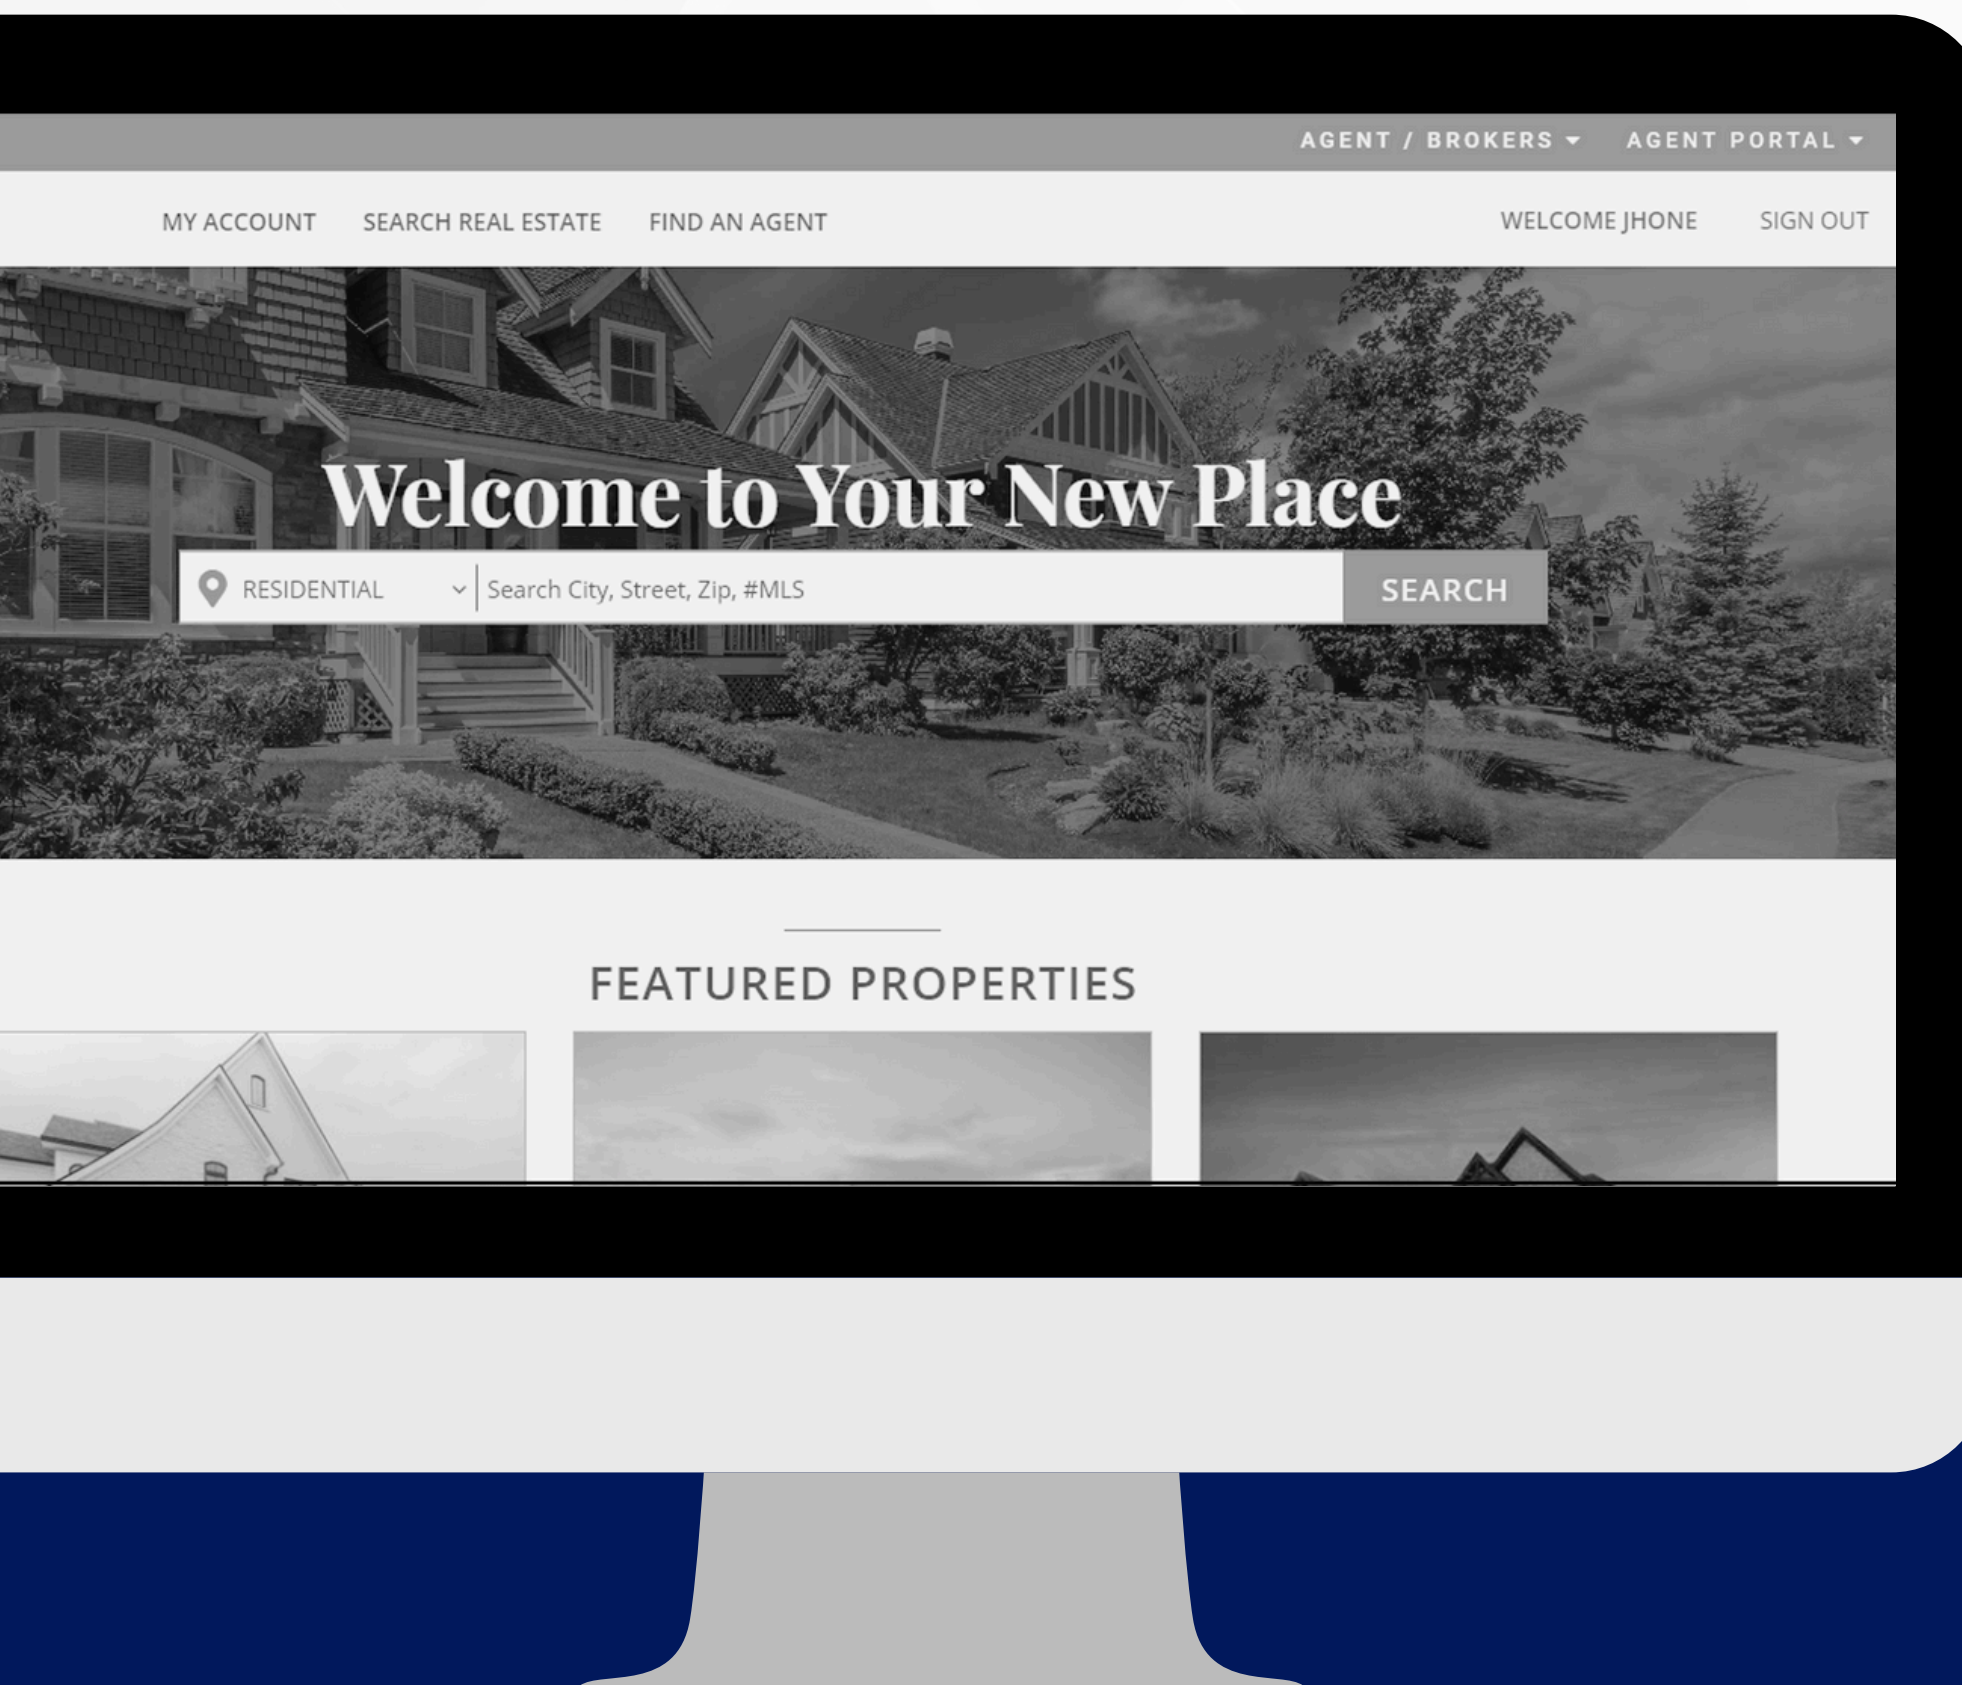 AGENT / BROKERS AGENT PORTAL
MY ACCOUNT SEARCH REAL ESTATE FIND AN AGENT WELCOME JHONE SIGN OUT
Welcome to Your New Place
RESIDENTIAL Search City, Street, Zip, #MLS SEARCH
FEATURED PROPERTIES